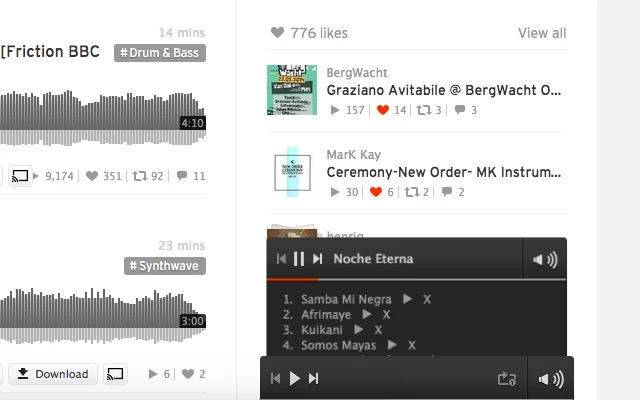 14 mins
[Friction BBC
#Drum & Bass
4:10
9,174
351
92
11
23 mins
#Synthwave
3:00
Download
6
2
776 likes
View all
BergWacht
Graziano Avitabile @ BergWacht O...
157
14
3
3
MarK Kay
Ceremony-New Order- MK Instrum...
30
6
2
2
henriq
Noche Eterna
1. Samba Mi Negra X
2. Afrimaye X
3. Kuikani X
4. Somos Mayas X